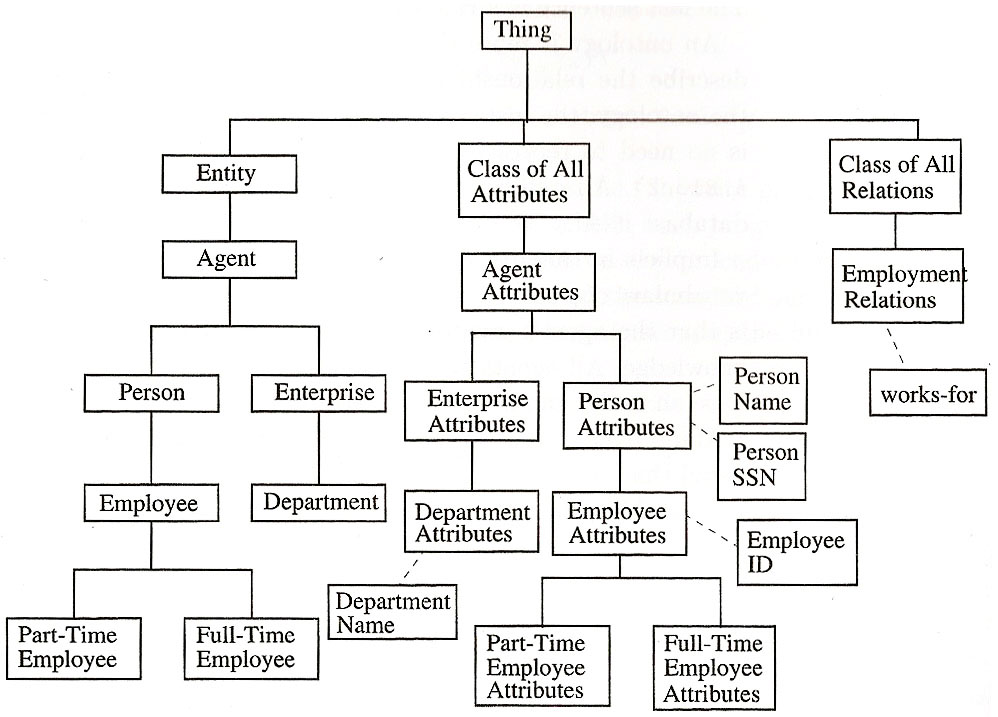 Thing
Entity
Class of All
Attributes
Class of All
Relations
Agent
Agent
Attributes
Employment
Relations
Person
Enterprise
Enterprise
Attributes
Person
Attributes
Person
Name
works-for
Person
SSN
Employee
Department
Department
Attributes
Employee
Attributes
Employee
ID
Department
Name
Part-Time
Employee
Full-Time
Employee
Part-Time
Employee
Attributes
Full-Time
Employee
Attributes